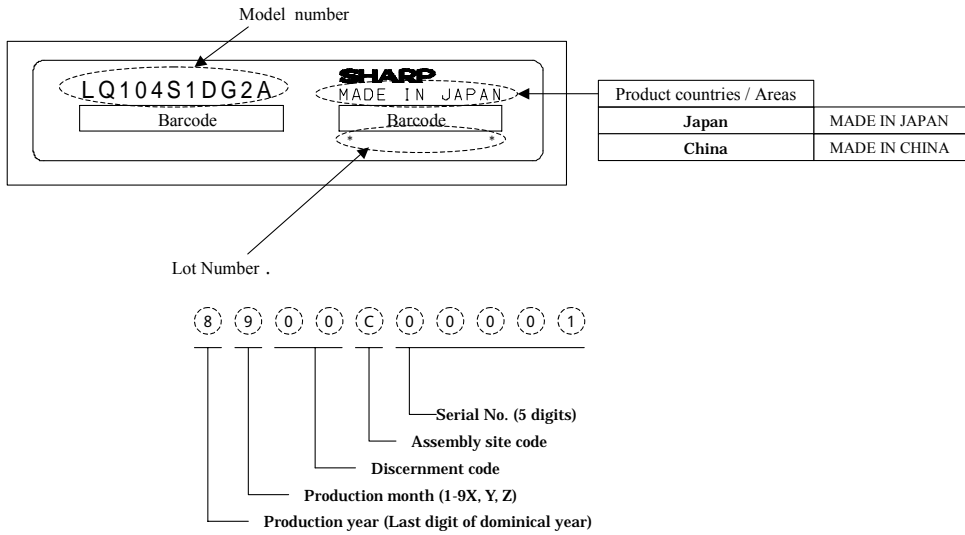 Model number
SHARP
LQ104S1DG2A
MADE IN JAPAN
Barcode
Barcode
* *
Product countries / Areas
Japan MADE IN JAPAN
China MADE IN CHINA
Lot Number .
8 9 0 0 C 0 0 0 0 1
Serial No. (5 digits)
Assembly site code
Discernment code
Production month (1-9X, Y, Z)
Production year (Last digit of dominical year)